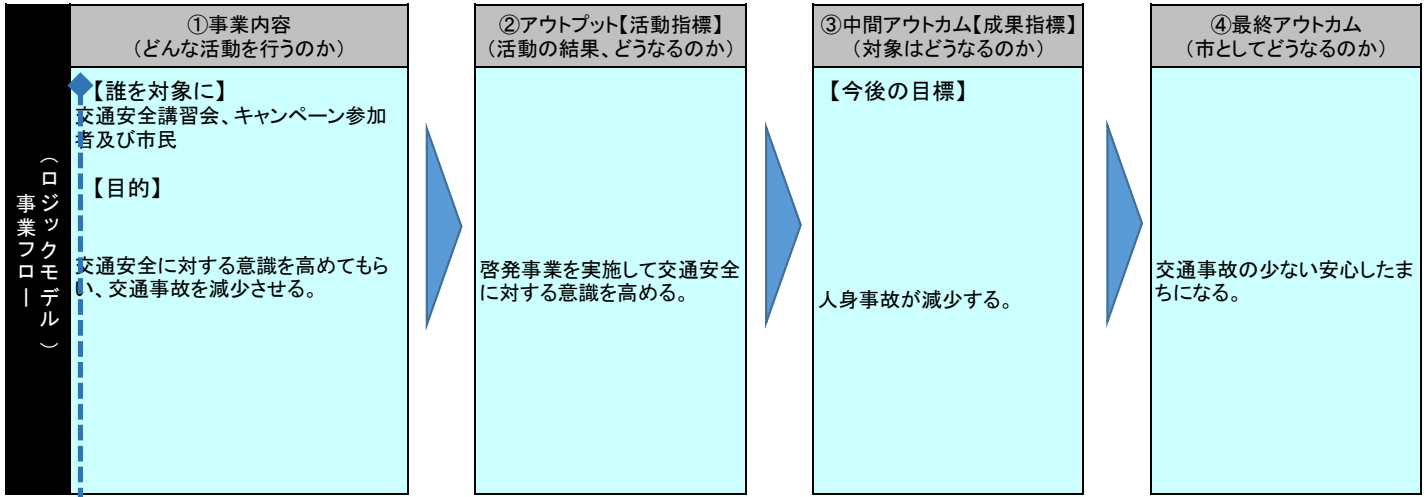 事業フロー
（ロジックモデル）
①事業内容
（どんな活動を行うのか）
【誰を対象に】
交通安全講習会、キャンペーン参加
者及び市民
【目的】
交通安全に対する意識を高めてもら
い、交通事故を減少させる。
②アウトプット【活動指標】
（活動の結果、どうなるのか）
啓発事業を実施して交通安全
に対する意識を高める。
③中間アウトカム【成果指標】
（対象はどうなるのか）
【今後の目標】
人身事故が減少する。
④最終アウトカム
（市としてどうなるのか）
交通事故の少ない安心したま
ちになる。